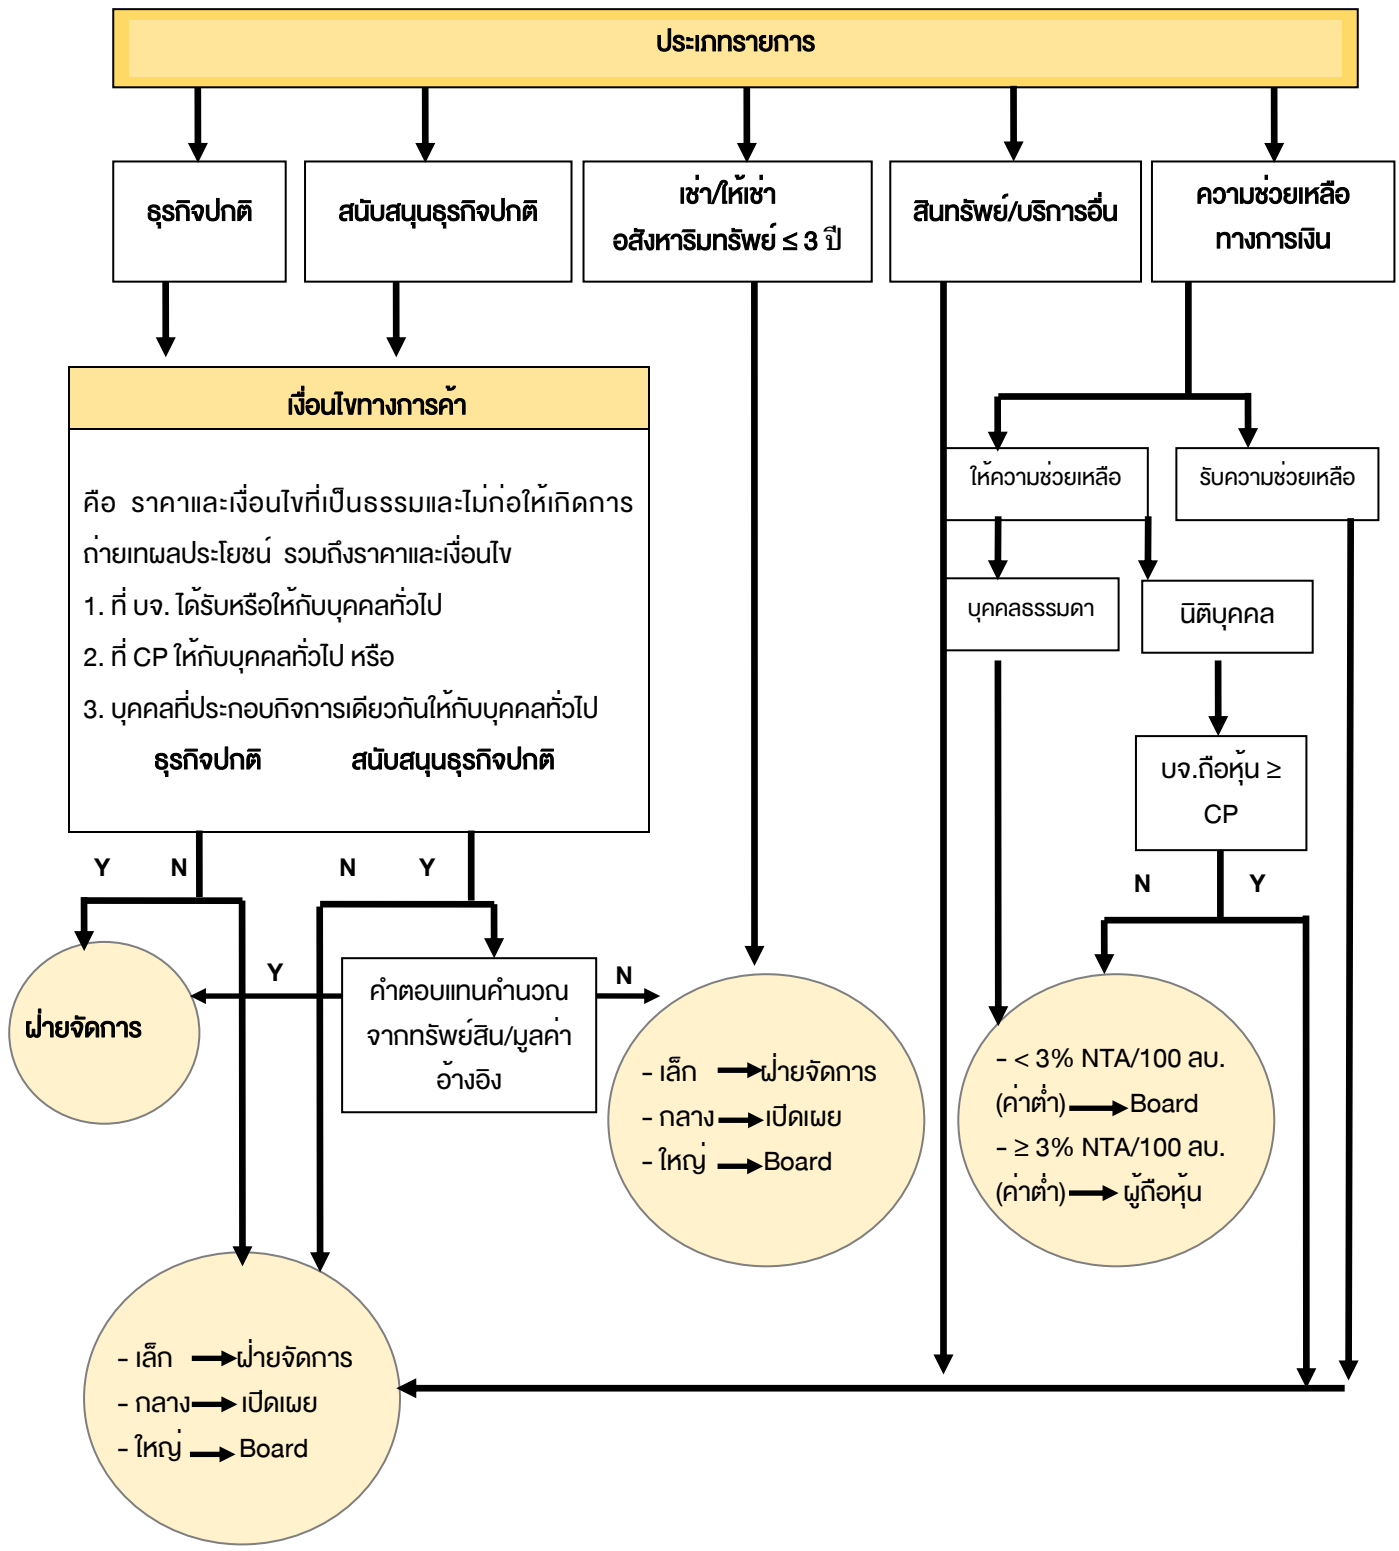 ประเภทรายการ
ธุรกิจปกติ
สนับสนุนธุรกิจปกติ
เช่า/ให้เช่า
อสังหาริมทรัพย์ ≤ 3 ปี
สินทรัพย์/บริการอื่น
ความช่วยเหลือ
ทางการเงิน
เงื่อนไขทางการค้า
คือ ราคาและเงื่อนไขที่เป็นธรรมและไม่ก่อให้เกิดการ
ถ่ายเทผลประโยชน์ รวมถึงราคาและเงื่อนไข
1. ที่ บจ. ได้รับหรือให้กับบุคคลทั่วไป
2. ที่ CP ให้กับบุคคลทั่วไป หรือ
3. บุคคลที่ประกอบกิจการเดียวกันให้กับบุคคลทั่วไป
ธุรกิจปกติ สนับสนุนธุรกิจปกติ
ให้ความช่วยเหลือ
รับความช่วยเหลือ
บุคคลธรรมดา
นิติบุคคล
บจ.ถือหุ้น ≥
CP
Y N N Y
N Y
ฝ่ายจัดการ
Y
คำตอบแทนคำนวณ
จากทรัพย์สิน/มูลค่า
อ้างอิง
N
- เล็ก ฝ่ายจัดการ
- กลาง เปิดเผย
- ใหญ่ Board
- < 3% NTA/100 ลบ.
(ค่าต่ำ) Board
- ≥ 3% NTA/100 ลบ.
(ค่าต่ำ) ผู้ถือหุ้น
- เล็ก ฝ่ายจัดการ
- กลาง เปิดเผย
- ใหญ่ Board